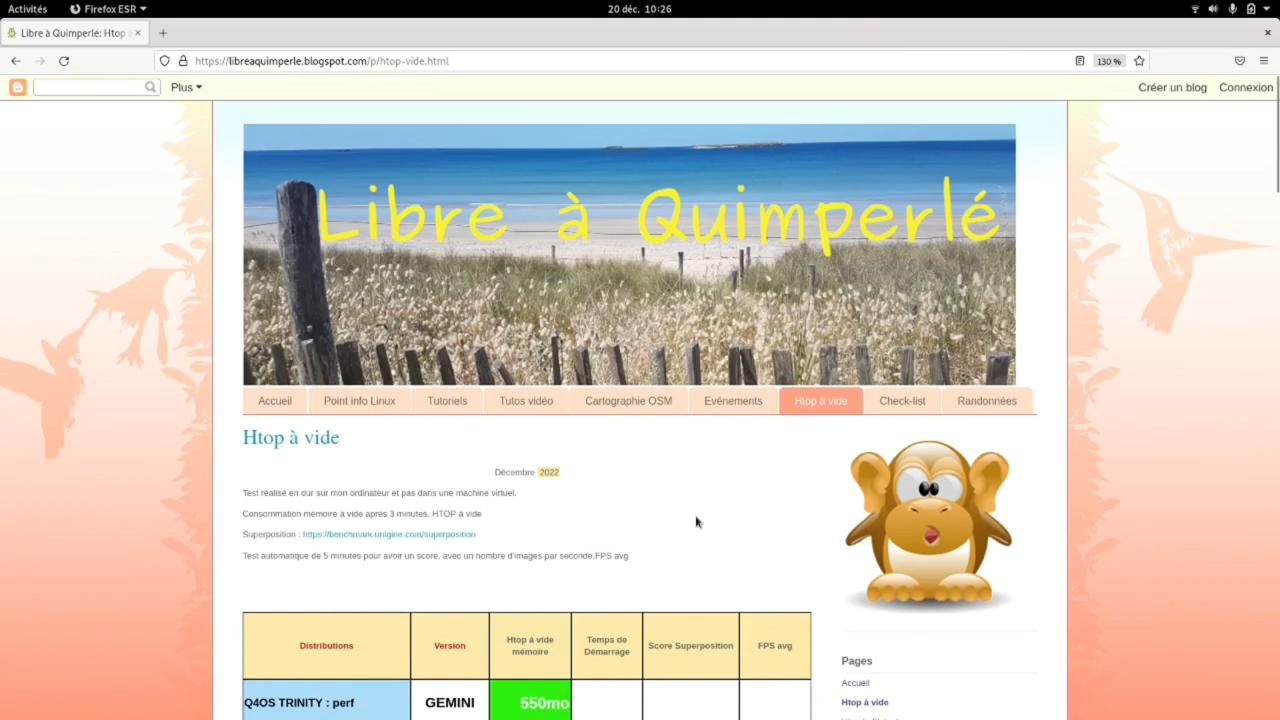 Activités
Firefox ESR
20 déc. 10:26
Libre à Quimperlé: Htop à
https://libreaquimperle.blogspot.com/p/htop-vide.html
130 %
Plus
Créer un blog
Connexion
Libre à Quimperlé
Accueil
Point info Linux
Tutoriels
Tutos vidéo
Cartographie OSM
Evénements
Htop à vide
Check-list
Randonnées
Htop à vide
Décembre 2022
Test réalisé en dur sur mon ordinateur et pas dans une machine virtuel.
Consommation mémoire à vide après 3 minutes. HTOP à vide
Superposition : https://benchmark.unigine.com/superposition
Test automatique de 5 minutes pour avoir un score, avec un nombre d'images par seconde.FPS avg
Distributions
Version
Htop à vide
mémoire
Temps de
Démarrage
Score Superposition
FPS avg
Q4OS TRINITY : perf
GEMINI
550mo
Pages
Accueil
Htop à vide